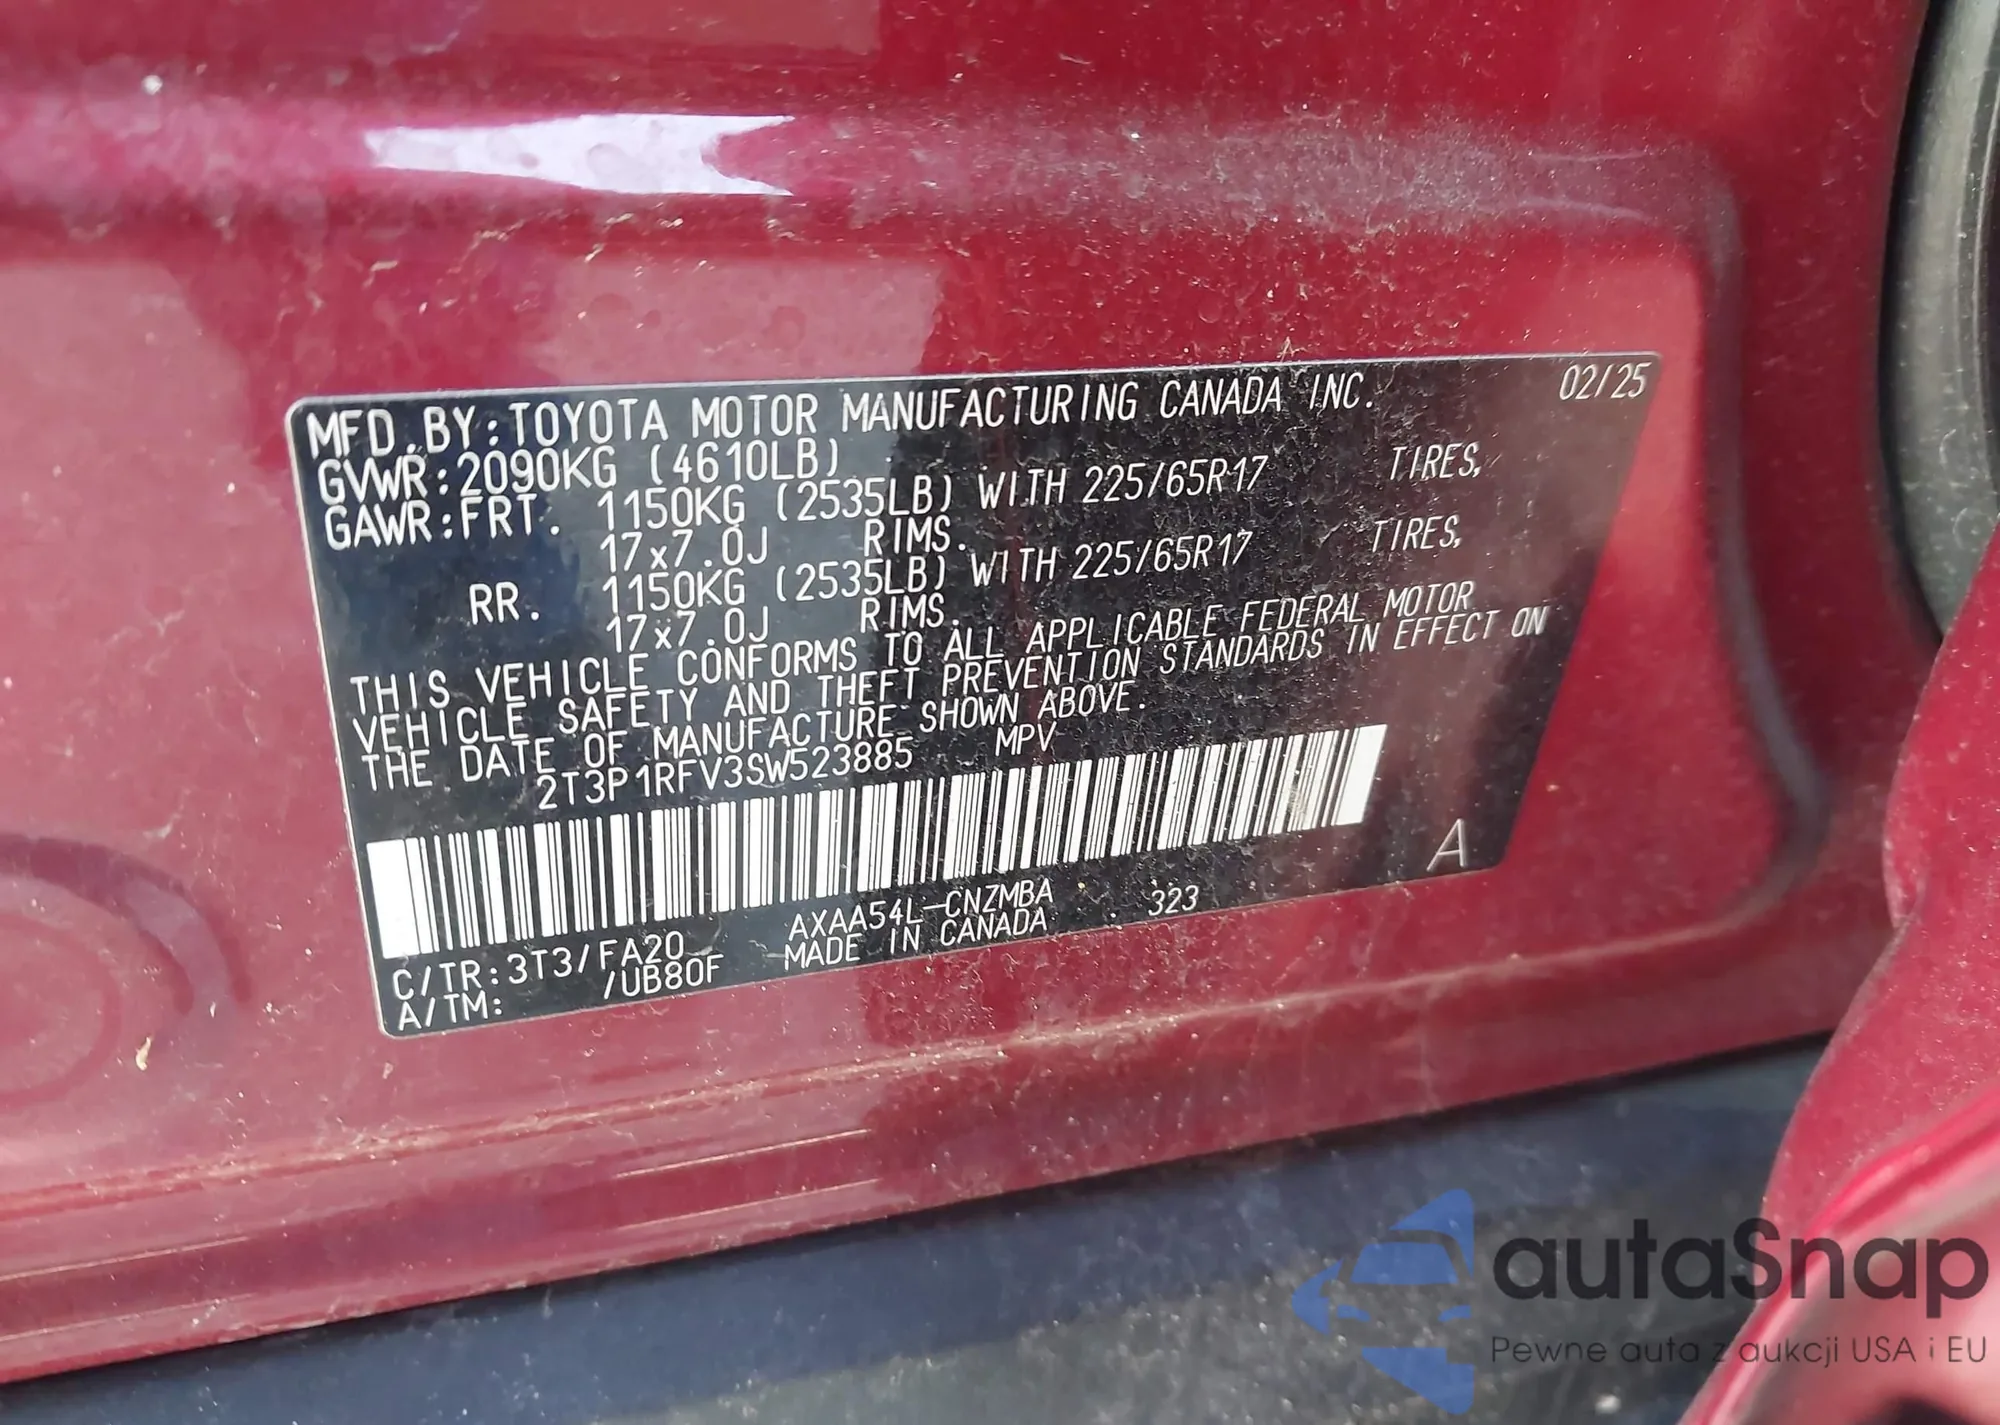 MFD. BY: TOYOTA MOTOR MANUFACTURING CANADA INC. 02/25
GVWR: 2090KG (4610LB)
GAWR: FRT. 1150KG (2535LB) WITH 225/65R17 TIRES,
17x7.0J RIMS.
RR. 1150KG (2535LB) WITH 225/65R17 TIRES,
17x7.0J RIMS.
THIS VEHICLE CONFORMS TO ALL APPLICABLE FEDERAL MOTOR
VEHICLE SAFETY AND THEFT PREVENTION STANDARDS IN EFFECT ON
THE DATE OF MANUFACTURE SHOWN ABOVE.
2T3P1RFV3SW523885 MPV
A
C/TR: 3T3/FA20 AXAA54L-CNZMBA 323
A/TM: /UB80F MADE IN CANADA
autaSnap
Pewne auta z aukcji USA i EU